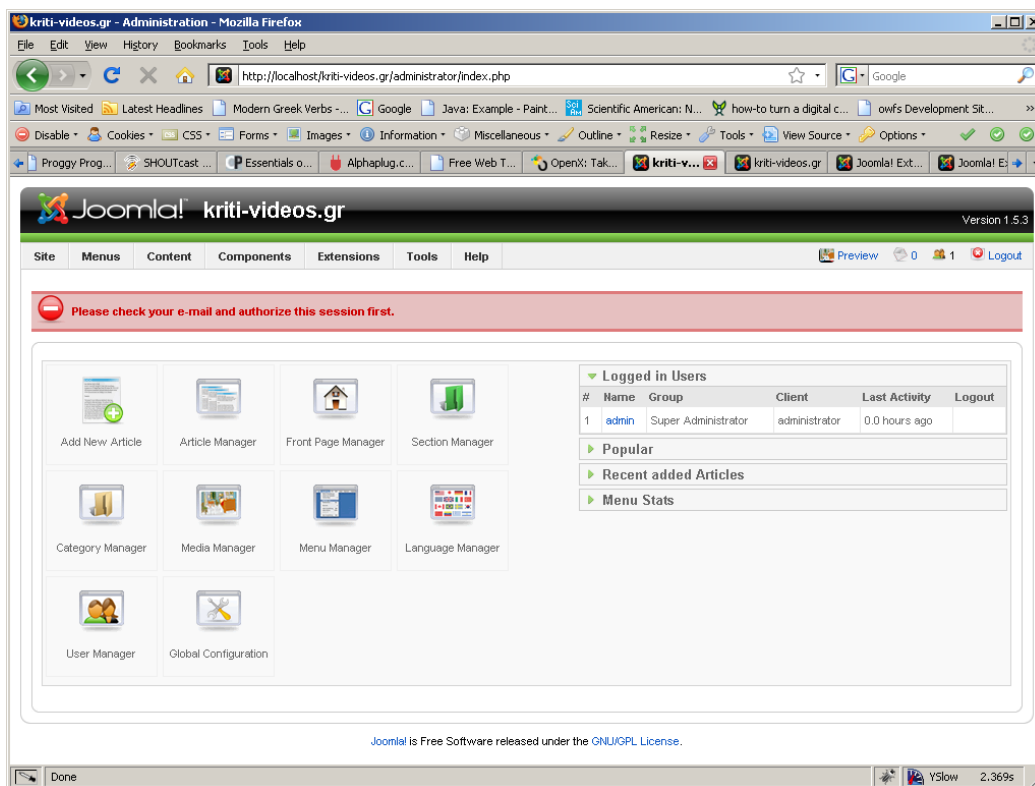 kriti-videos.gr - Administration - Mozilla Firefox
File Edit View History Bookmarks Tools Help
http://localhost/kriti-videos.gr/administrator/index.php G Google
Most Visited Latest Headlines Modern Greek Verbs -... Google Java: Example - Paint... Scientific American: N... how-to turn a digital c... owfs Development Sit... »
Disable Cookies CSS Forms Images Information Miscellaneous Outline Resize Tools View Source Options
Proggy Prog... SHOUTcast ... Essentials o... Alphaplug.c... Free Web T... OpenX: Tak... kriti-v... kriti-videos.gr Joomla! Ext... Joomla! E
Joomla! kriti-videos.gr
Version 1.5.3
Site Menus Content Components Extensions Tools Help Preview 0 1 Logout
Please check your e-mail and authorize this session first.
Logged in Users
# Name Group Client Last Activity Logout
1 admin Super Administrator administrator 0.0 hours ago
Popular
Recent added Articles
Menu Stats
Add New Article Article Manager Front Page Manager Section Manager
Category Manager Media Manager Menu Manager Language Manager
User Manager Global Configuration
Joomla! is Free Software released under the GNU/GPL License.
Done YSlow 2.369s